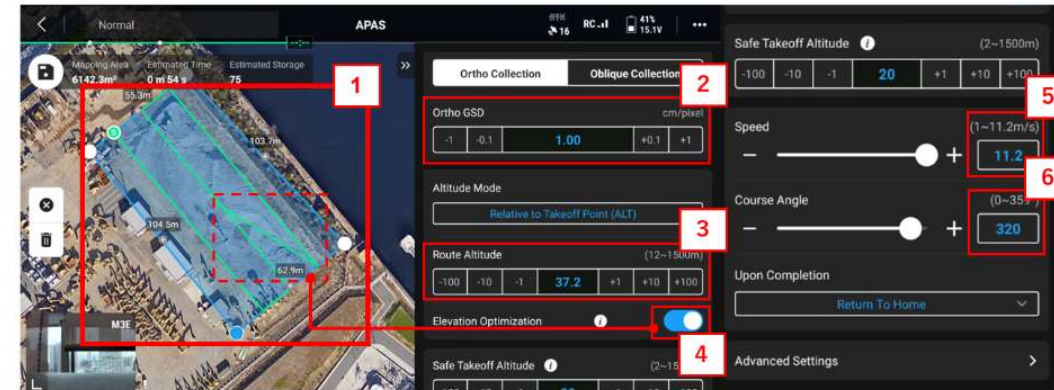 Normal
APAS
RTK
16
RC
41%
15.1V
Mapping Area
6142.3m²
Estimated Time
0 m 54 s
Estimated Storage
75
55.3m
103.7m
104.5m
62.9m
M3E
1
Ortho Collection
Oblique Collection
2
Ortho GSD
cm/pixel
-1 -0.1 1.00 +0.1 +1
Altitude Mode
Relative to Takeoff Point (ALT)
3
Route Altitude
(12~1500m)
-100 -10 -1 37.2 +1 +10 +100
Elevation Optimization
4
Safe Takeoff Altitude
(2~15
Safe Takeoff Altitude
(2~1500m)
-100 -10 -1 20 +1 +10 +100
5
Speed
(1~11.2m/s)
11.2
6
Course Angle
(0~359°)
320
Upon Completion
Return To Home
Advanced Settings